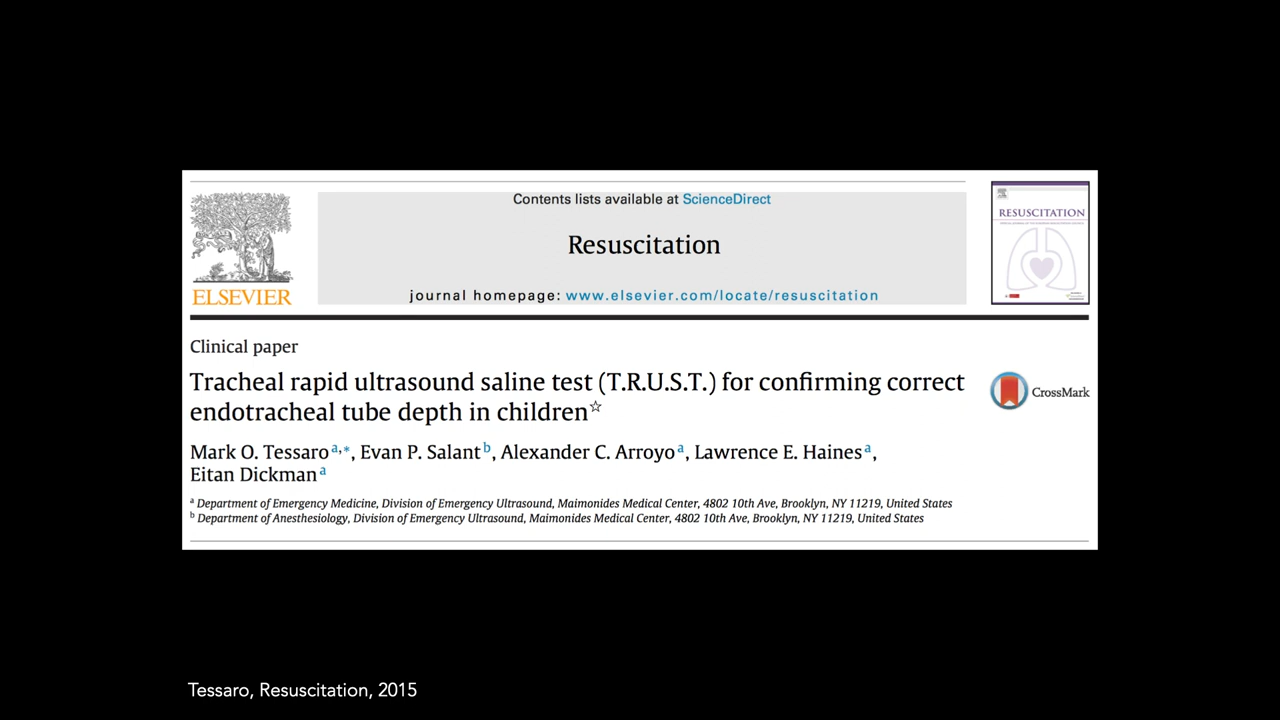 Contents lists available at ScienceDirect
Resuscitation
journal homepage: www.elsevier.com/locate/resuscitation
ELSEVIER
RESUSCITATION
Clinical paper
Tracheal rapid ultrasound saline test (T.R.U.S.T.) for confirming correct
endotracheal tube depth in children☆
CrossMark
Mark O. Tessaro a,*, Evan P. Salant b, Alexander C. Arroyo a, Lawrence E. Haines a,
Eitan Dickman a
a Department of Emergency Medicine, Division of Emergency Ultrasound, Maimonides Medical Center, 4802 10th Ave, Brooklyn, NY 11219, United States
b Department of Anesthesiology, Division of Emergency Ultrasound, Maimonides Medical Center, 4802 10th Ave, Brooklyn, NY 11219, United States
Tessaro, Resuscitation, 2015